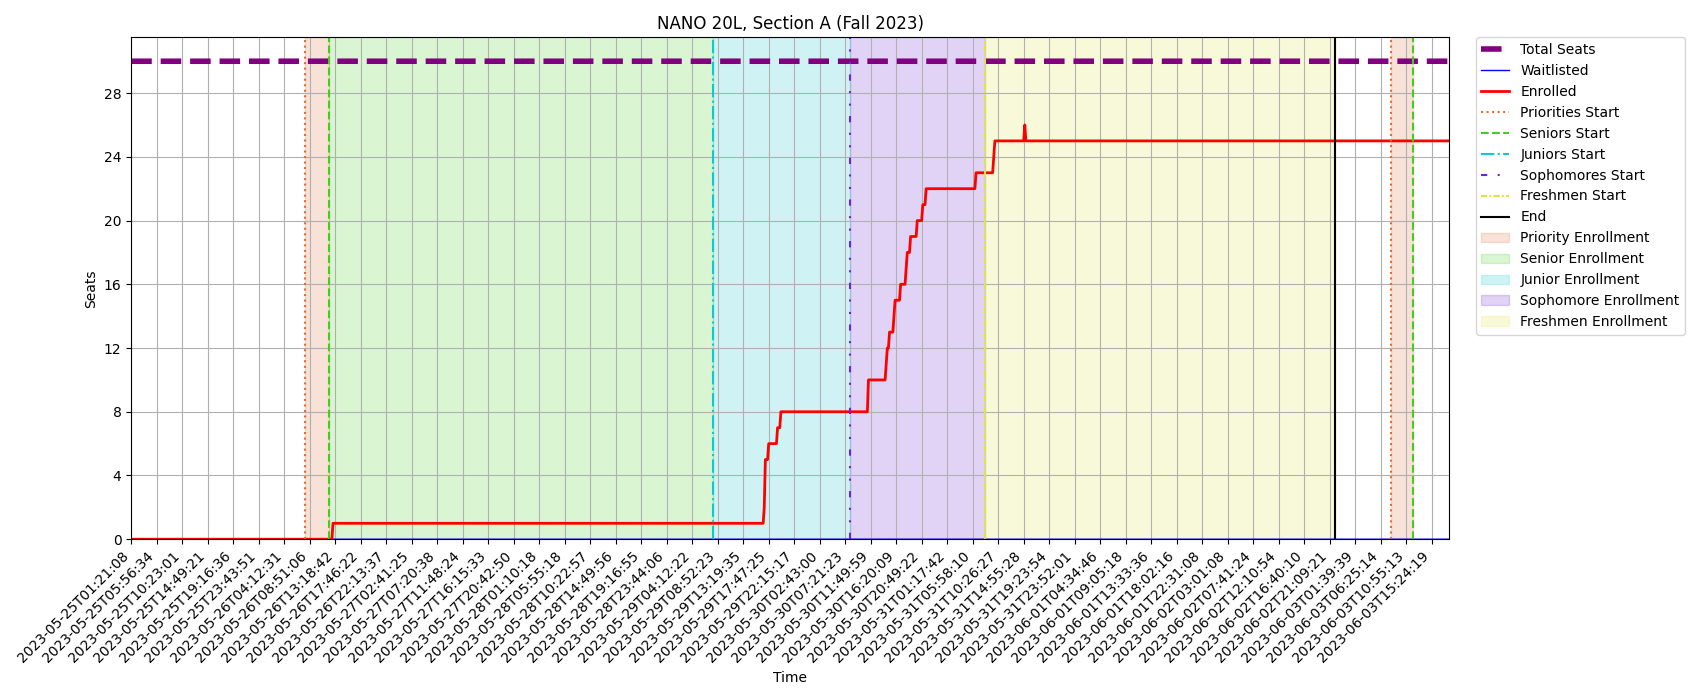 NANO 20L, Section A (Fall 2023)
Seats
28
24
20
16
12
8
4
0
2023-05-25T01:21:08
2023-05-25T05:56:34
2023-05-25T10:23:01
2023-05-25T14:49:21
2023-05-25T19:16:36
2023-05-25T23:43:51
2023-05-26T04:12:31
2023-05-26T08:51:06
2023-05-26T13:18:42
2023-05-26T17:46:22
2023-05-26T22:13:37
2023-05-27T02:41:25
2023-05-27T07:20:38
2023-05-27T11:48:24
2023-05-27T16:15:33
2023-05-27T20:42:50
2023-05-28T01:10:18
2023-05-28T05:55:18
2023-05-28T10:22:57
2023-05-28T14:49:56
2023-05-28T19:16:55
2023-05-28T23:44:06
2023-05-29T04:12:22
2023-05-29T08:52:23
2023-05-29T13:19:35
2023-05-29T17:47:25
2023-05-29T22:15:17
2023-05-30T02:43:00
2023-05-30T07:21:23
2023-05-30T11:49:59
2023-05-30T16:20:09
2023-05-30T20:49:22
2023-05-31T01:17:42
2023-05-31T05:58:10
2023-05-31T10:26:27
2023-05-31T14:55:28
2023-05-31T19:23:54
2023-05-31T23:52:01
2023-06-01T04:34:46
2023-06-01T09:05:18
2023-06-01T13:33:36
2023-06-01T18:02:16
2023-06-01T22:31:08
2023-06-02T03:01:08
2023-06-02T07:41:24
2023-06-02T12:10:54
2023-06-02T16:40:10
2023-06-02T21:09:21
2023-06-03T01:39:39
2023-06-03T06:25:14
2023-06-03T10:55:13
2023-06-03T15:24:19
Time
Total Seats
Waitlisted
Enrolled
Priorities Start
Seniors Start
Juniors Start
Sophomores Start
Freshmen Start
End
Priority Enrollment
Senior Enrollment
Junior Enrollment
Sophomore Enrollment
Freshmen Enrollment